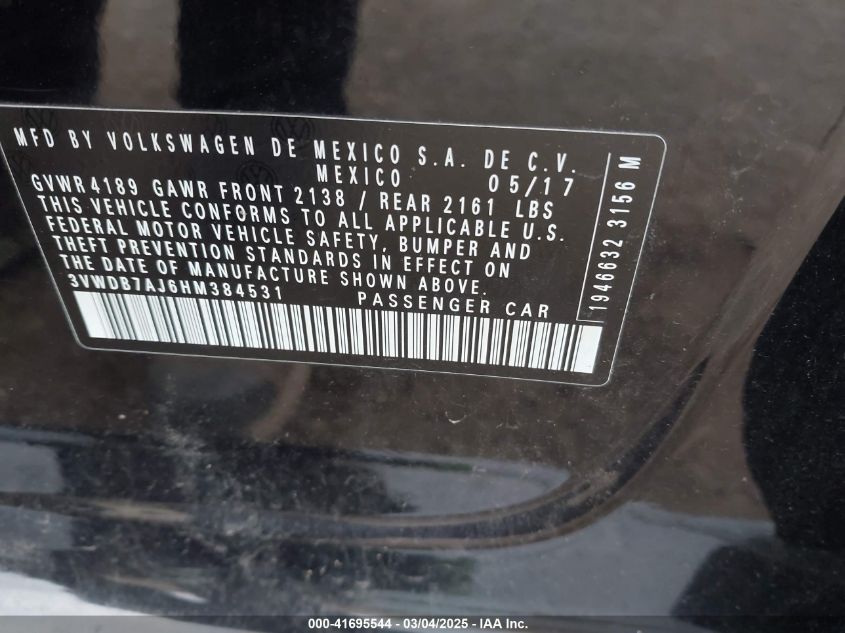 MFD BY VOLKSWAGEN DE MEXICO S.A. DE C.V.
MEXICO 05/17
GVWR 4189 GAWR FRONT 2138 / REAR 2161 LBS
THIS VEHICLE CONFORMS TO ALL APPLICABLE U.S.
FEDERAL MOTOR VEHICLE SAFETY, BUMPER AND
THEFT PREVENTION STANDARDS IN EFFECT ON
THE DATE OF MANUFACTURE SHOWN ABOVE.
3VWDB7AJ6HM384531 PASSENGER CAR
1946632 3156 M
000-41695544 - 03/04/2025 - IAA Inc.